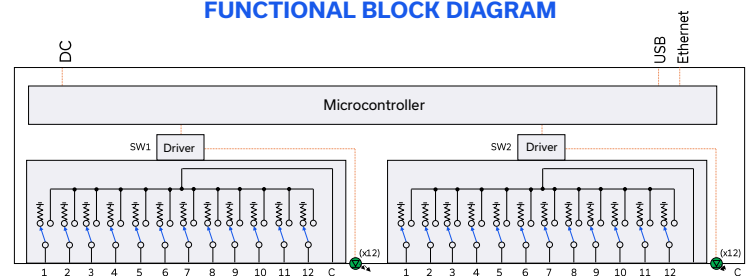 FUNCTIONAL BLOCK DIAGRAM
DC
USB
Ethernet
Microcontroller
SW1
Driver
SW2
Driver
1 2 3 4 5 6 7 8 9 10 11 12 C
(x12)
1 2 3 4 5 6 7 8 9 10 11 12
(x12)
C